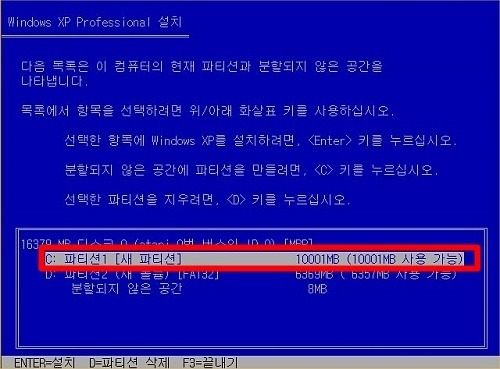 Windows XP Professional 설치
다음 목록은 이 컴퓨터의 현재 파티션과 분할되지 않은 공간을
나타냅니다.
목록에서 항목을 선택하려면 위/아래 화살표 키를 사용하십시오.
선택한 항목에 Windows XP를 설치하려면, <Enter> 키를 누르십시오.
분할되지 않은 공간에 파티션을 만들려면, <C> 키를 누르십시오.
선택한 파티션을 지우려면, <D> 키를 누르십시오.
16379 MB 디스크 0 (atapi 0번 버스의 ID 0) [MBR]
C: 파티션1 [새 파티션] 10001MB (10001MB 사용 가능)
D: 파티션2 (새 볼륨) [FAT32] 6369MB ( 6357MB 사용 가능)
분할되지 않은 공간 8MB
ENTER=설치 D=파티션 삭제 F3=끝내기